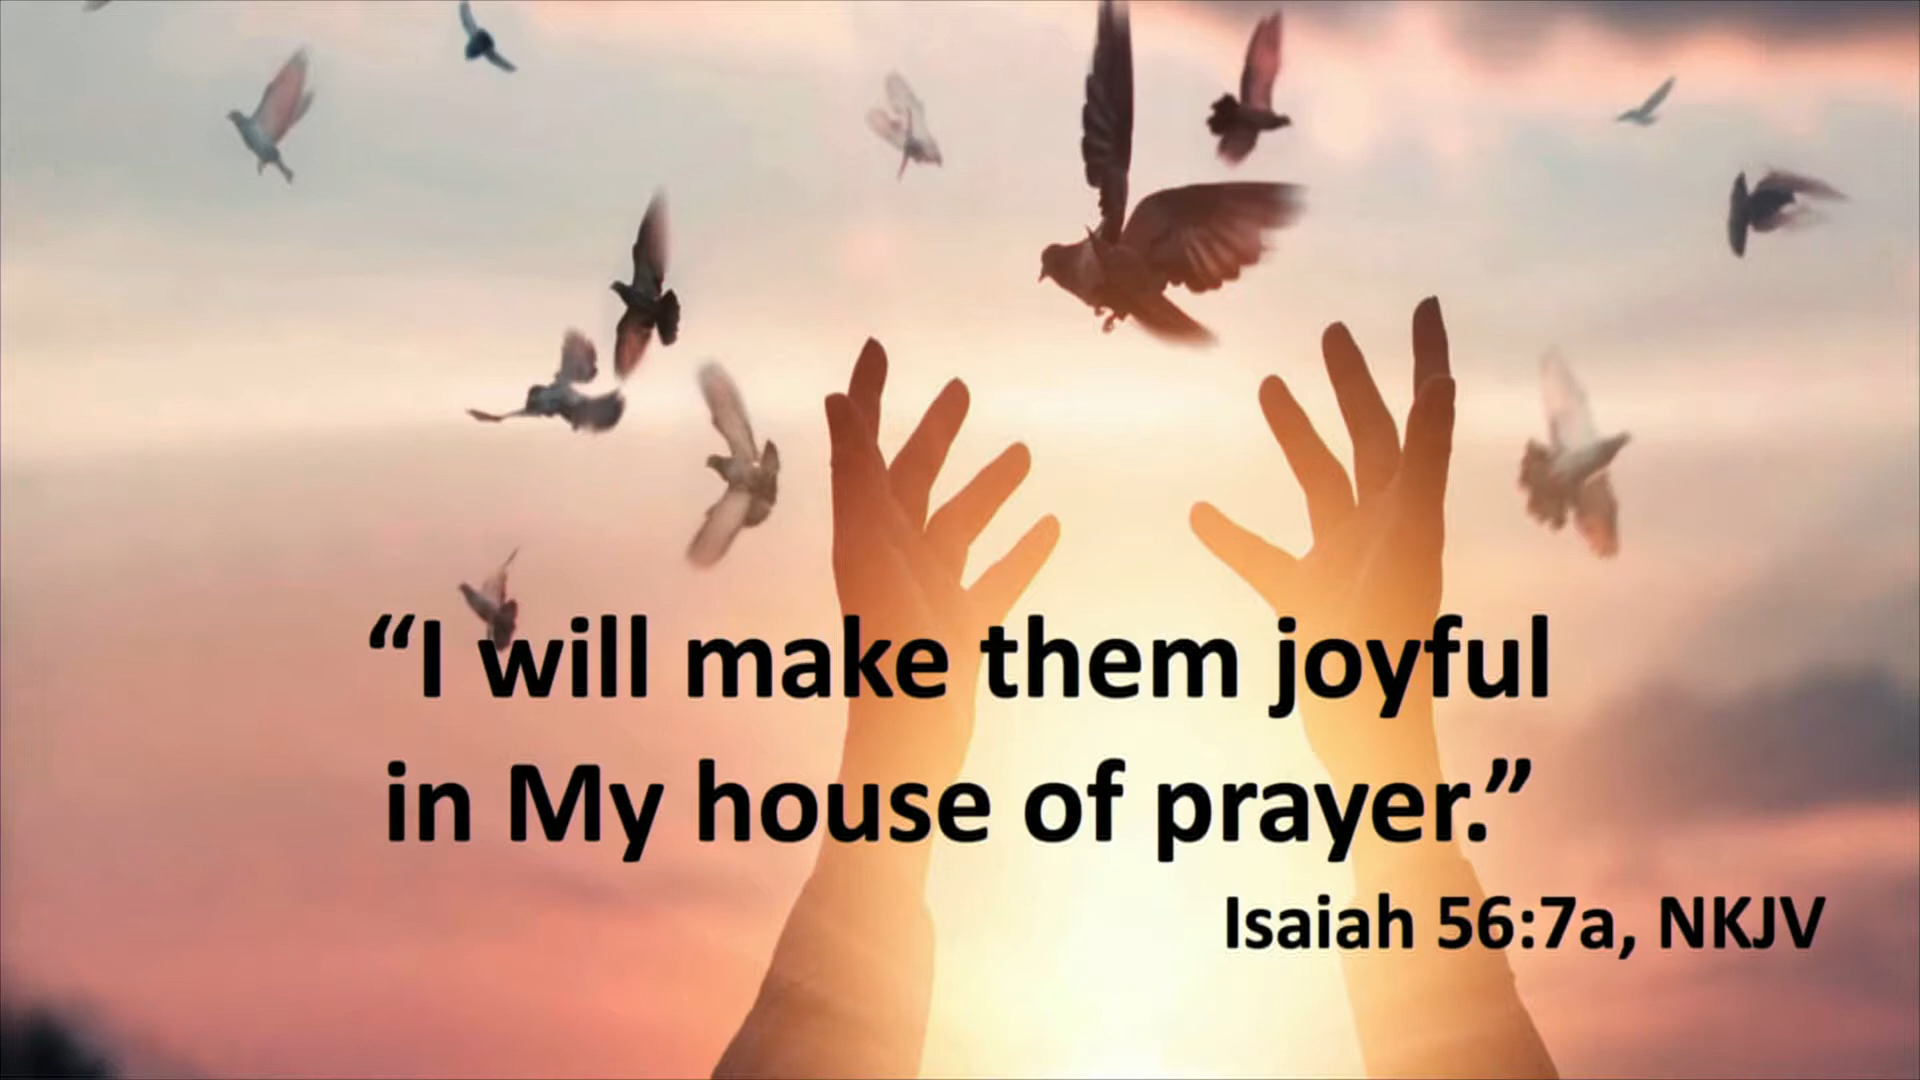 “I will make them joyful
in My house of prayer.”
Isaiah 56:7a, NKJV